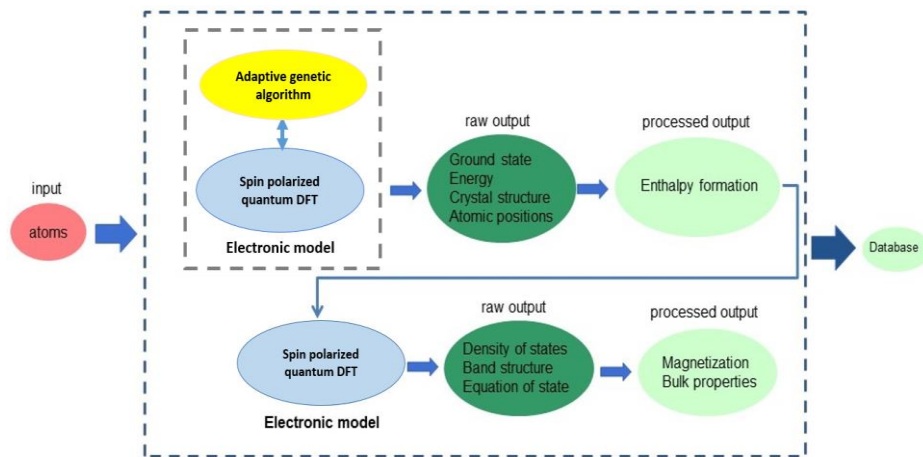 Adaptive genetic
algorithm
Spin polarized
quantum DFT
Electronic model
input
atoms
raw output
Ground state
Energy
Crystal structure
Atomic positions
processed output
Enthalpy formation
Database
Spin polarized
quantum DFT
Electronic model
raw output
Density of states
Band structure
Equation of state
processed output
Magnetization
Bulk properties